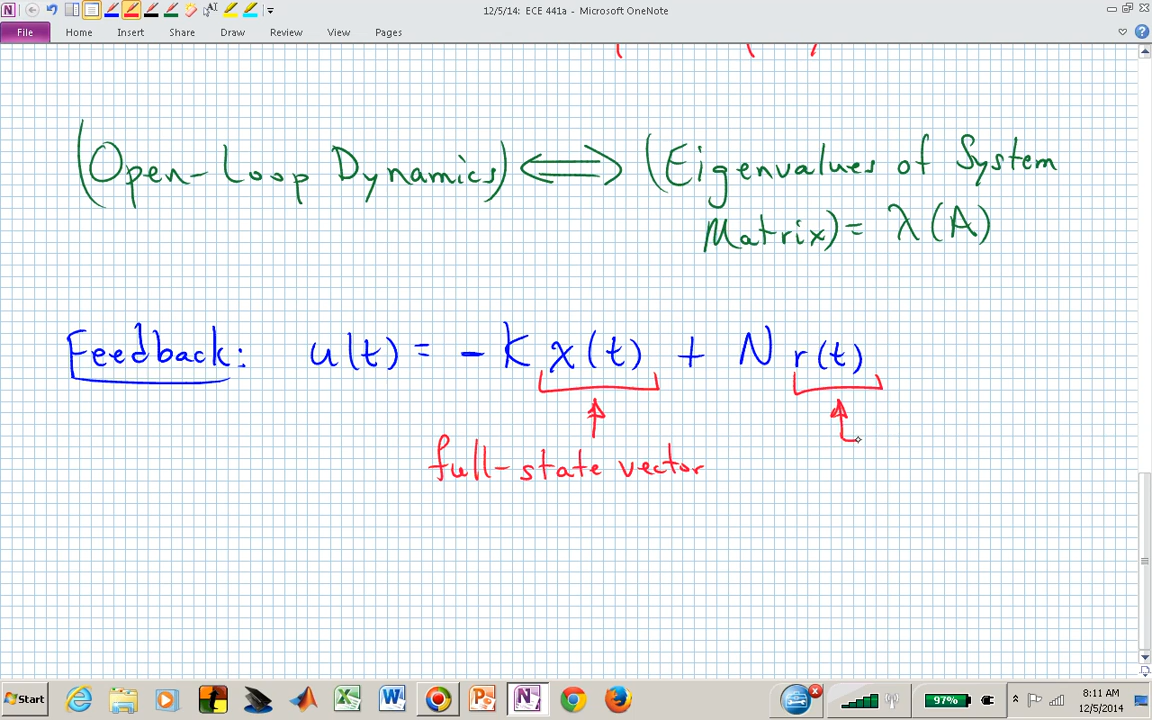 12/5/14: ECE 441a - Microsoft OneNote
File Home Insert Share Draw Review View Pages
(Open-Loop Dynamics) ⟺ (Eigenvalues of System
Matrix) = λ(A)
Feedback: u(t) = -K x(t) + N r(t)
full-state vector
Start
97%
8:11 AM
12/5/2014